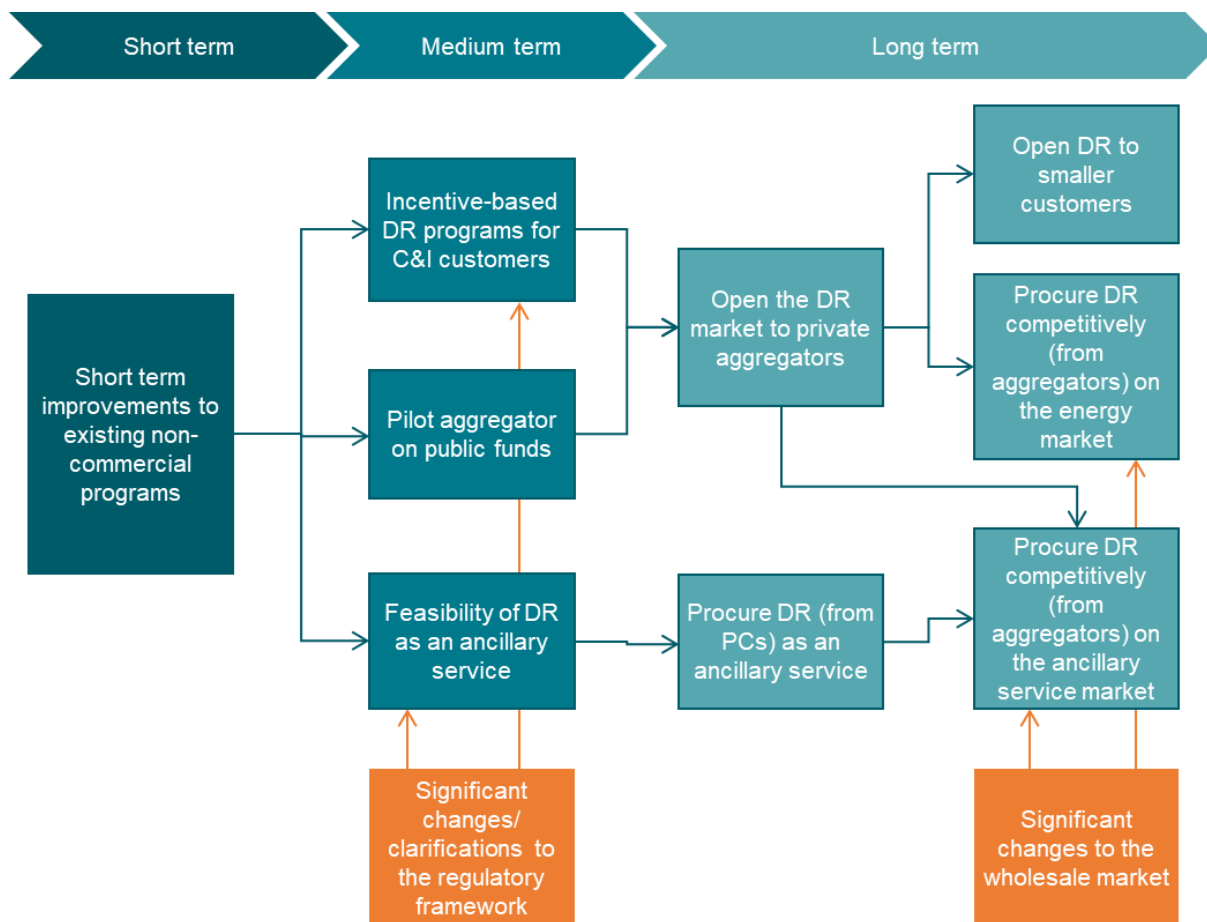 Short term
Medium term
Long term
Short term
improvements to
existing non-
commercial
programs
Incentive-based
DR programs for
C&I customers
Pilot aggregator
on public funds
Feasibility of DR
as an ancillary
service
Significant
changes/
clarifications to
the regulatory
framework
Open the DR
market to private
aggregators
Procure DR (from
PCs) as an
ancillary service
Open DR to
smaller
customers
Procure DR
competitively
(from
aggregators) on
the energy
market
Procure DR
competitively
(from
aggregators) on
the ancillary
service market
Significant
changes to the
wholesale market